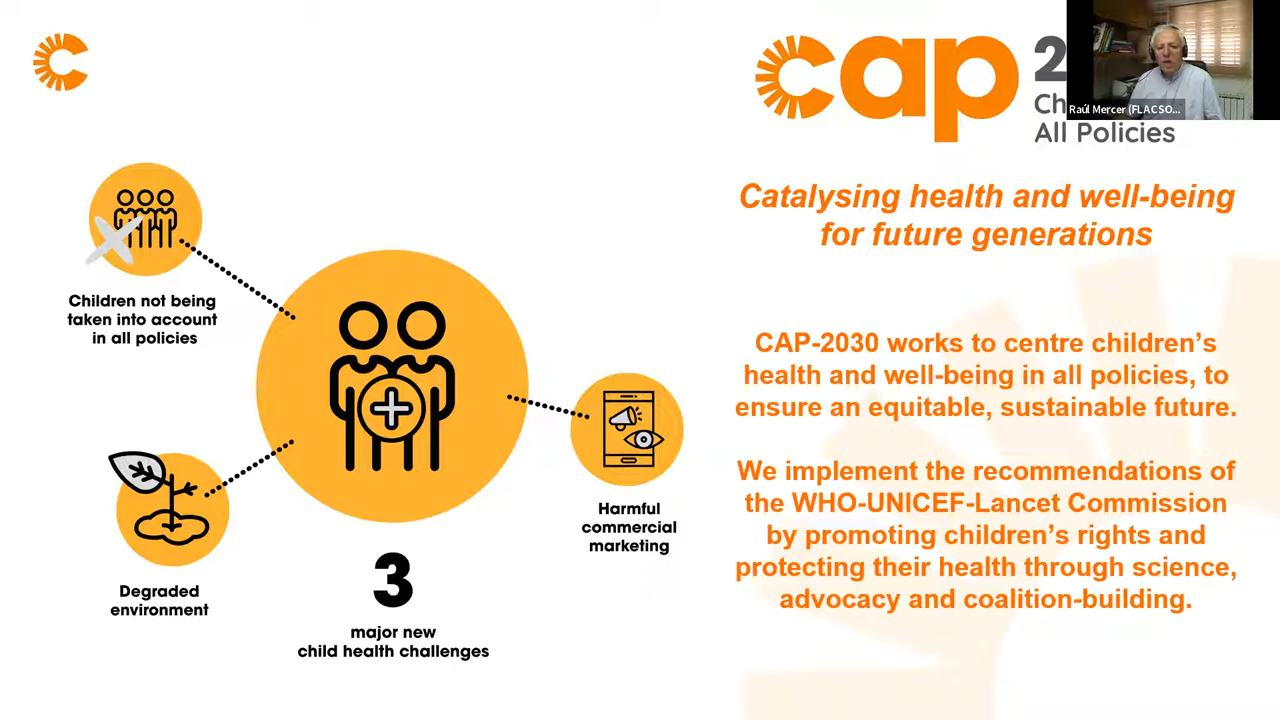 cap 2
Ch
All Policies
Raúl Mercer (FLACSO...
Catalysing health and well-being
for future generations
Children not being
taken into account
in all policies
Degraded
environment
3
major new
child health challenges
Harmful
commercial
marketing
CAP-2030 works to centre children’s
health and well-being in all policies, to
ensure an equitable, sustainable future.
We implement the recommendations of
the WHO-UNICEF-Lancet Commission
by promoting children’s rights and
protecting their health through science,
advocacy and coalition-building.